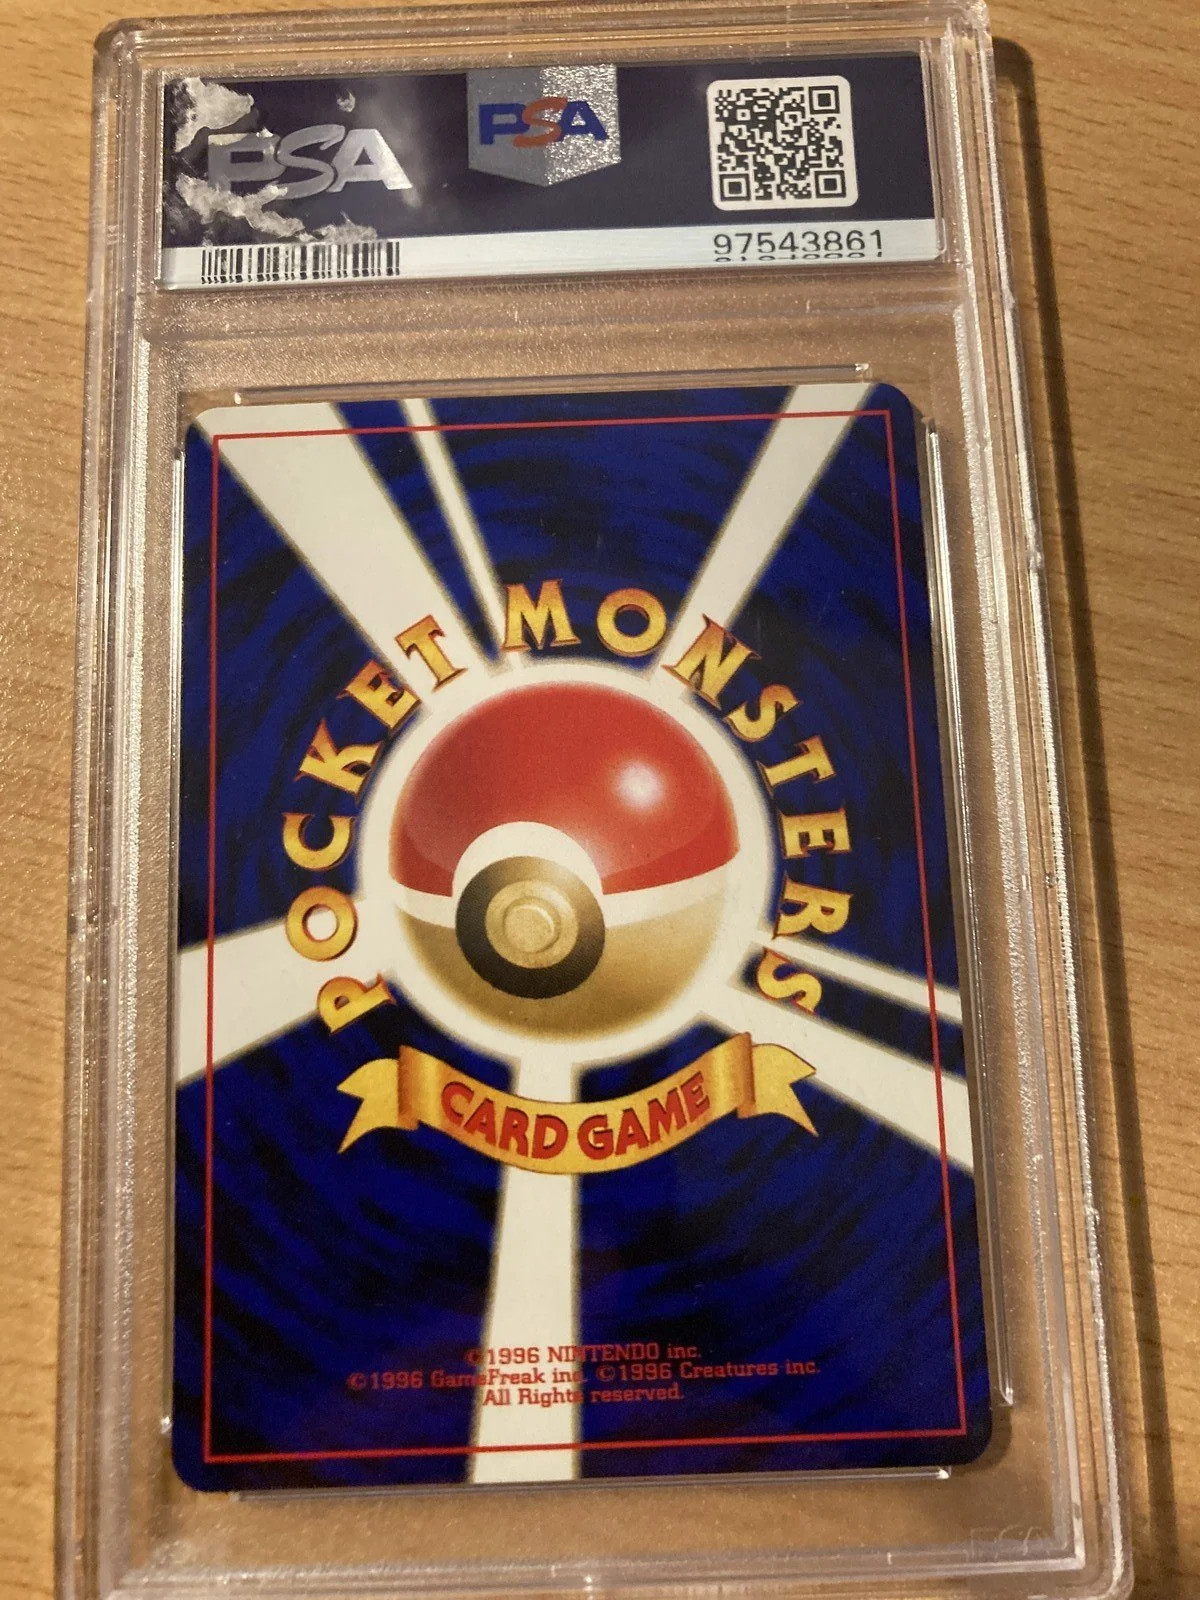 PSA
PSA
97543861
POCKET MONSTERS
CARD GAME
©1996 NINTENDO inc.
©1996 GameFreak inc. ©1996 Creatures inc.
All Rights reserved.
PSA